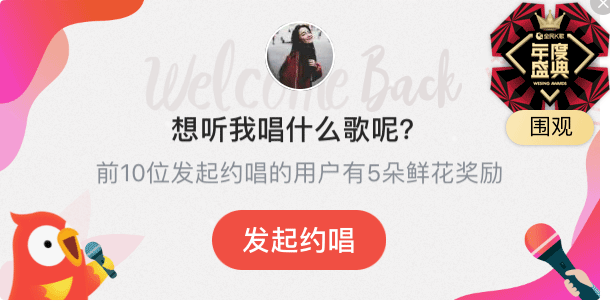 全民K歌
年度
盛典
WESING AWARDS
围观
Welcome Back
想听我唱什么歌呢?
前10位发起约唱的用户有5朵鲜花奖励
发起约唱